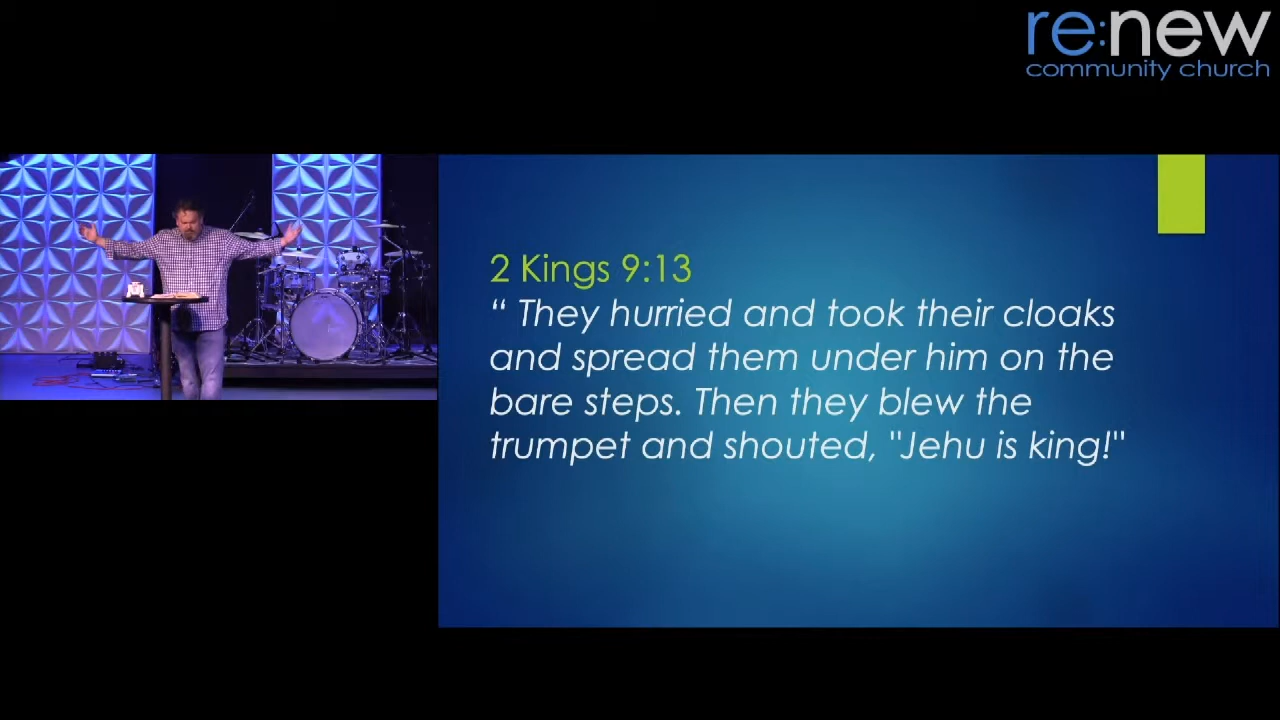 re:new
community church
2 Kings 9:13
“ They hurried and took their cloaks
and spread them under him on the
bare steps. Then they blew the
trumpet and shouted, "Jehu is king!"